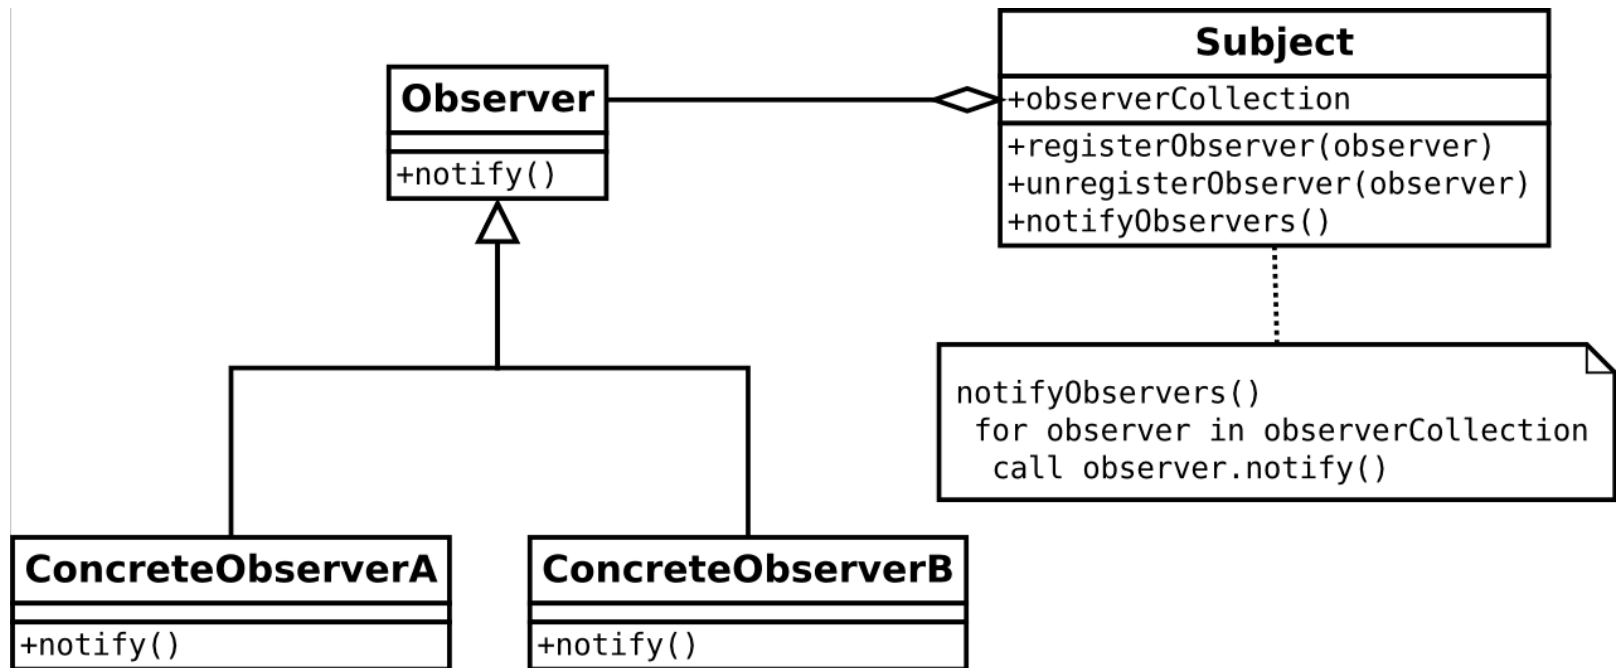 Observer
+notify()
Subject
+observerCollection
+registerObserver(observer)
+unregisterObserver(observer)
+notifyObservers()
notifyObservers()
for observer in observerCollection
call observer.notify()
ConcreteObserverA
+notify()
ConcreteObserverB
+notify()